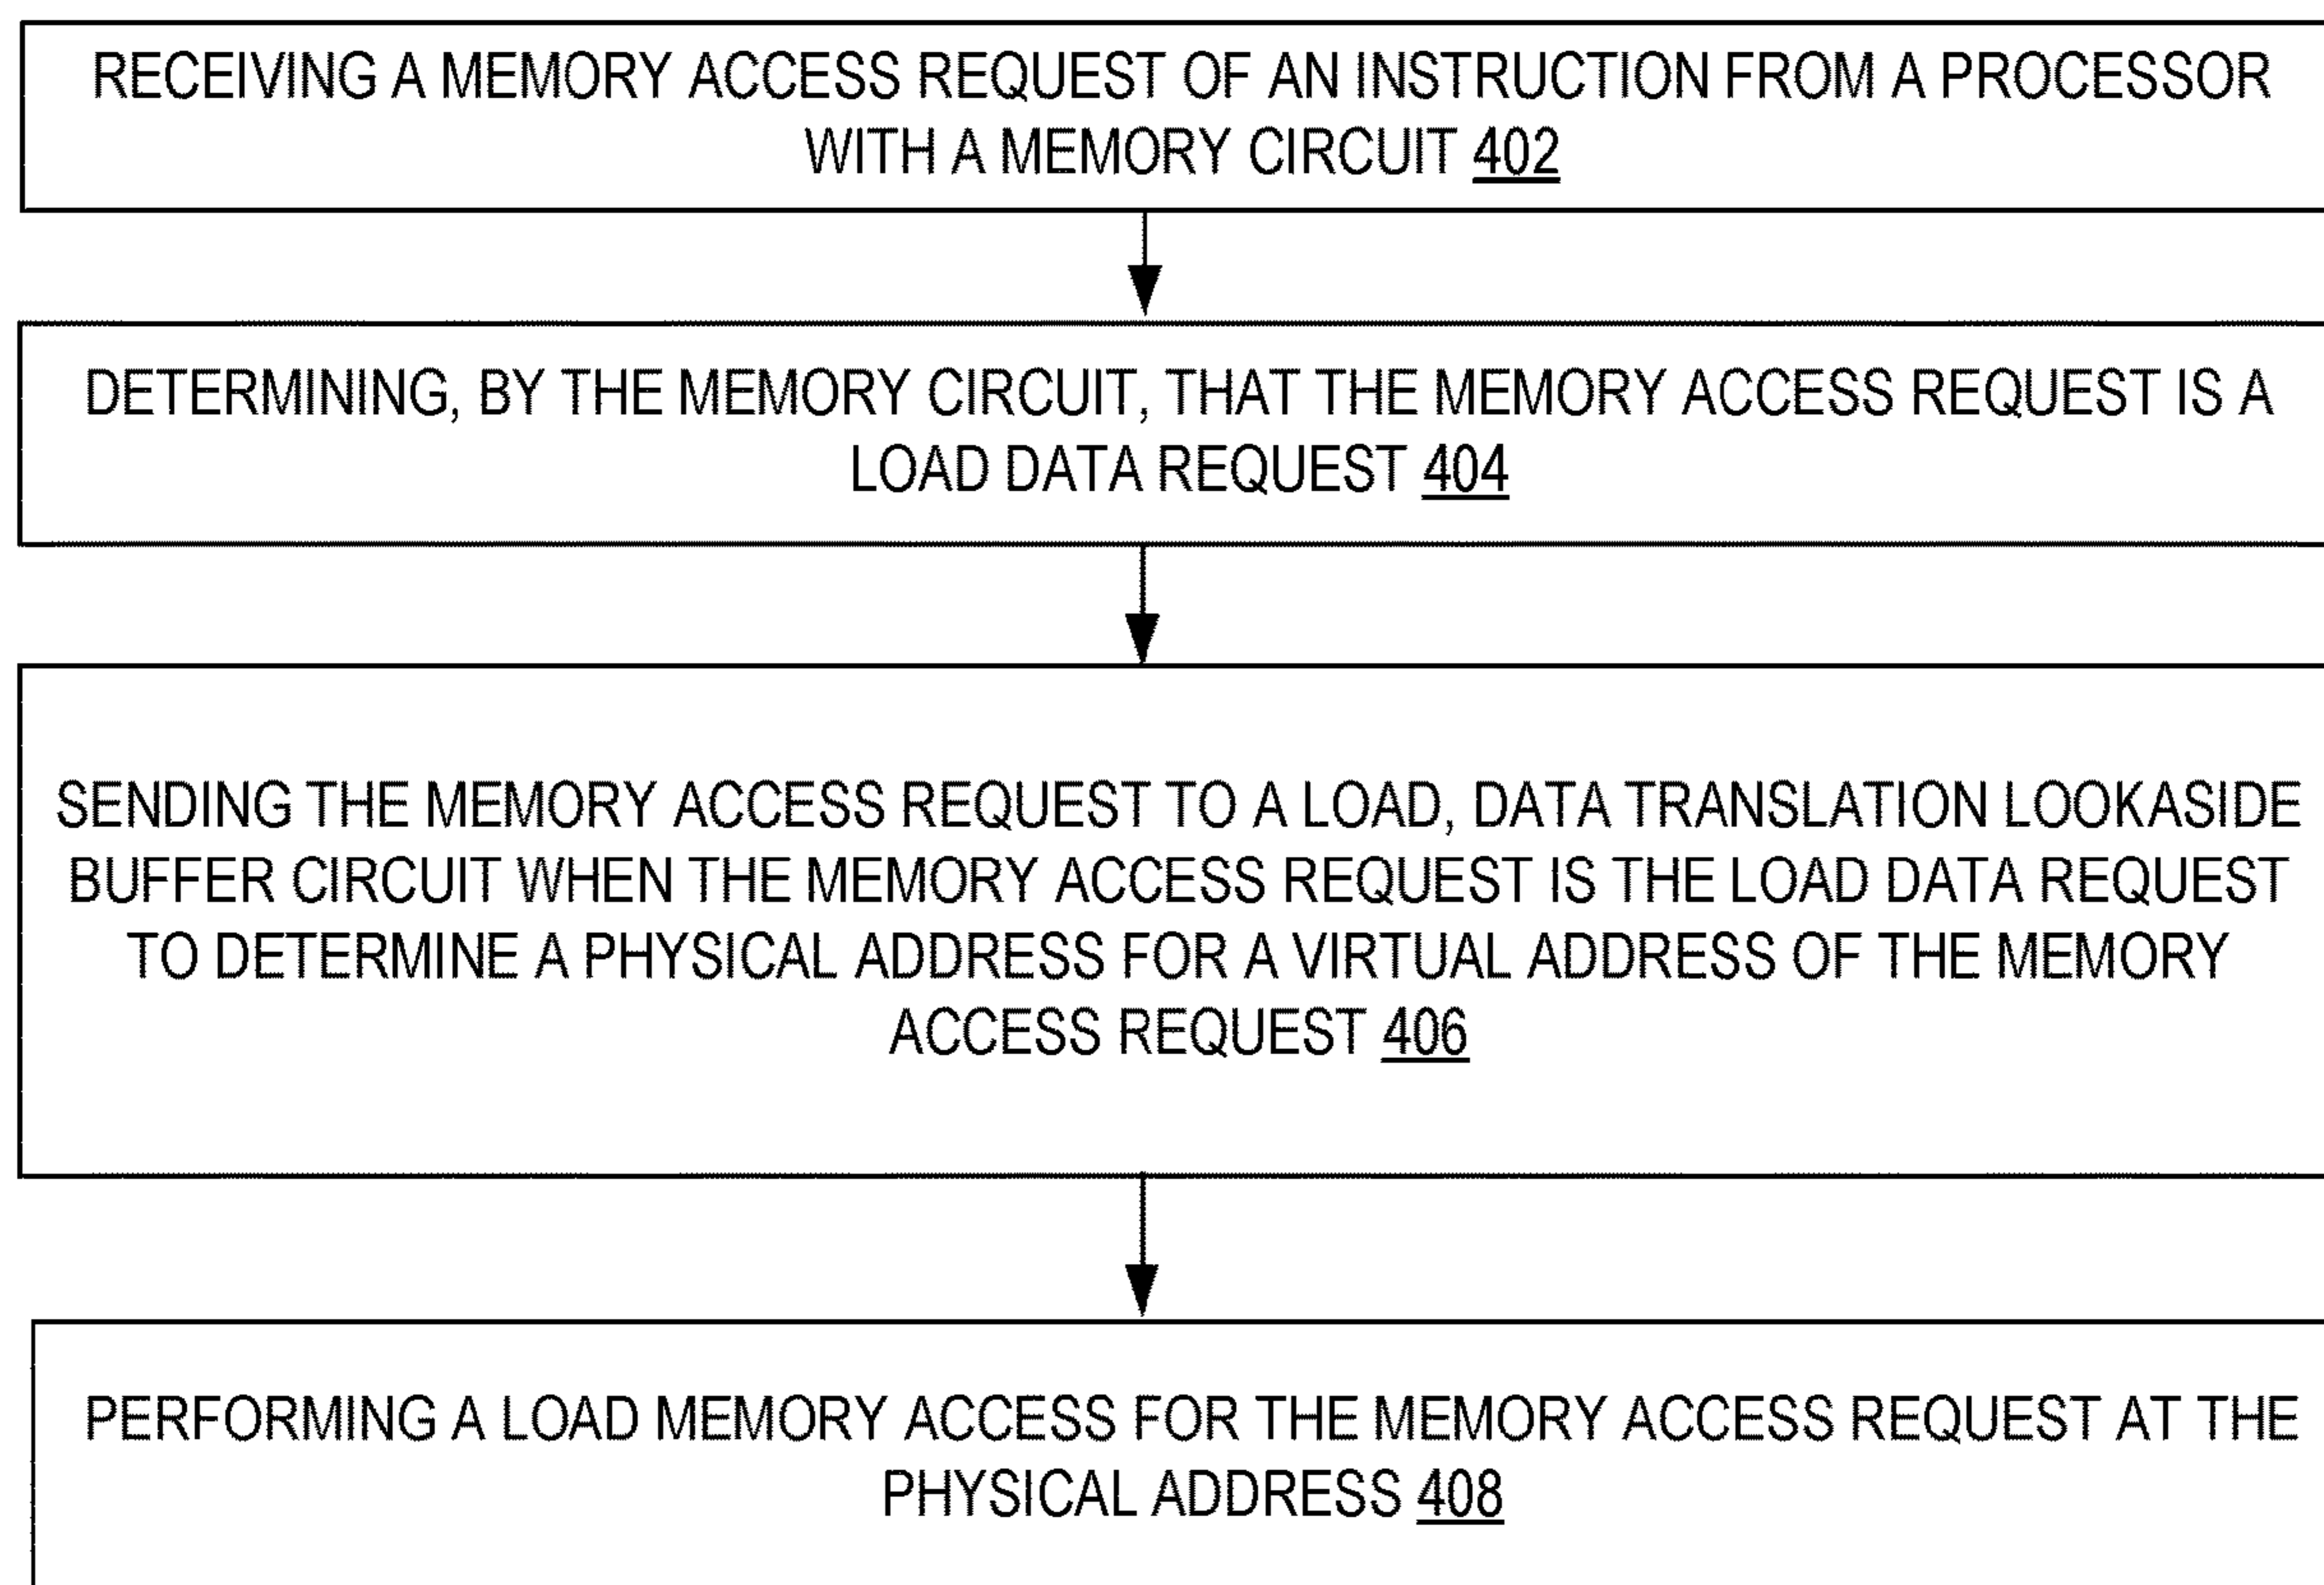 RECEIVING A MEMORY ACCESS REQUEST OF AN INSTRUCTION FROM A PROCESSOR
WITH A MEMORY CIRCUIT 402
DETERMINING, BY THE MEMORY CIRCUIT, THAT THE MEMORY ACCESS REQUEST IS A
LOAD DATA REQUEST 404
SENDING THE MEMORY ACCESS REQUEST TO A LOAD, DATA TRANSLATION LOOKASIDE
BUFFER CIRCUIT WHEN THE MEMORY ACCESS REQUEST IS THE LOAD DATA REQUEST
TO DETERMINE A PHYSICAL ADDRESS FOR A VIRTUAL ADDRESS OF THE MEMORY
ACCESS REQUEST 406
PERFORMING A LOAD MEMORY ACCESS FOR THE MEMORY ACCESS REQUEST AT THE
PHYSICAL ADDRESS 408